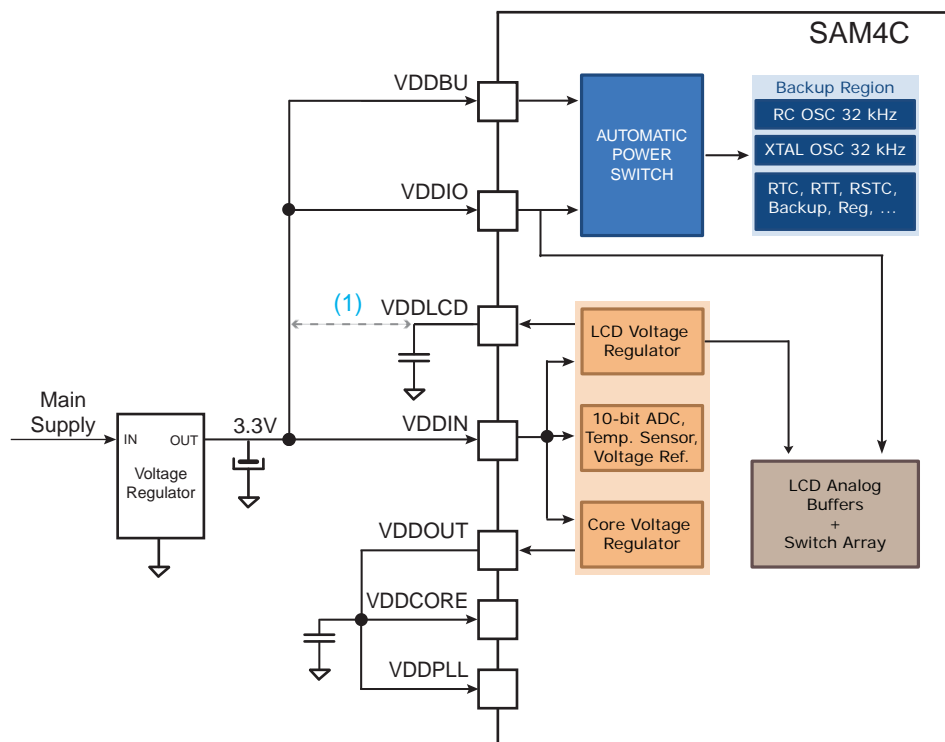 SAM4C
VDDBU
Backup Region
RC OSC 32 kHz
AUTOMATIC
POWER
SWITCH
XTAL OSC 32 kHz
VDDIO
RTC, RTT, RSTC,
Backup, Reg, ...
(1)
VDDLCD
LCD Voltage
Regulator
Main
Supply
3.3V
VDDIN
10-bit ADC,
Temp. Sensor,
Voltage Ref.
IN
OUT
Voltage
Regulator
LCD Analog
Buffers
+
Switch Array
VDDOUT
Core Voltage
Regulator
VDDCORE
VDDPLL